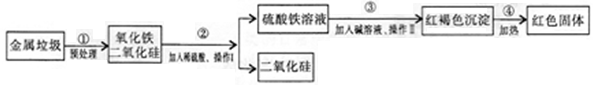 金属垃圾
①
预处理
氧化铁
二氧化硅
②
加入稀硫酸、操作Ⅰ
硫酸铁溶液
二氧化硅
③
加入碱溶液、操作Ⅱ
红褐色沉淀
④
加热
红色固体